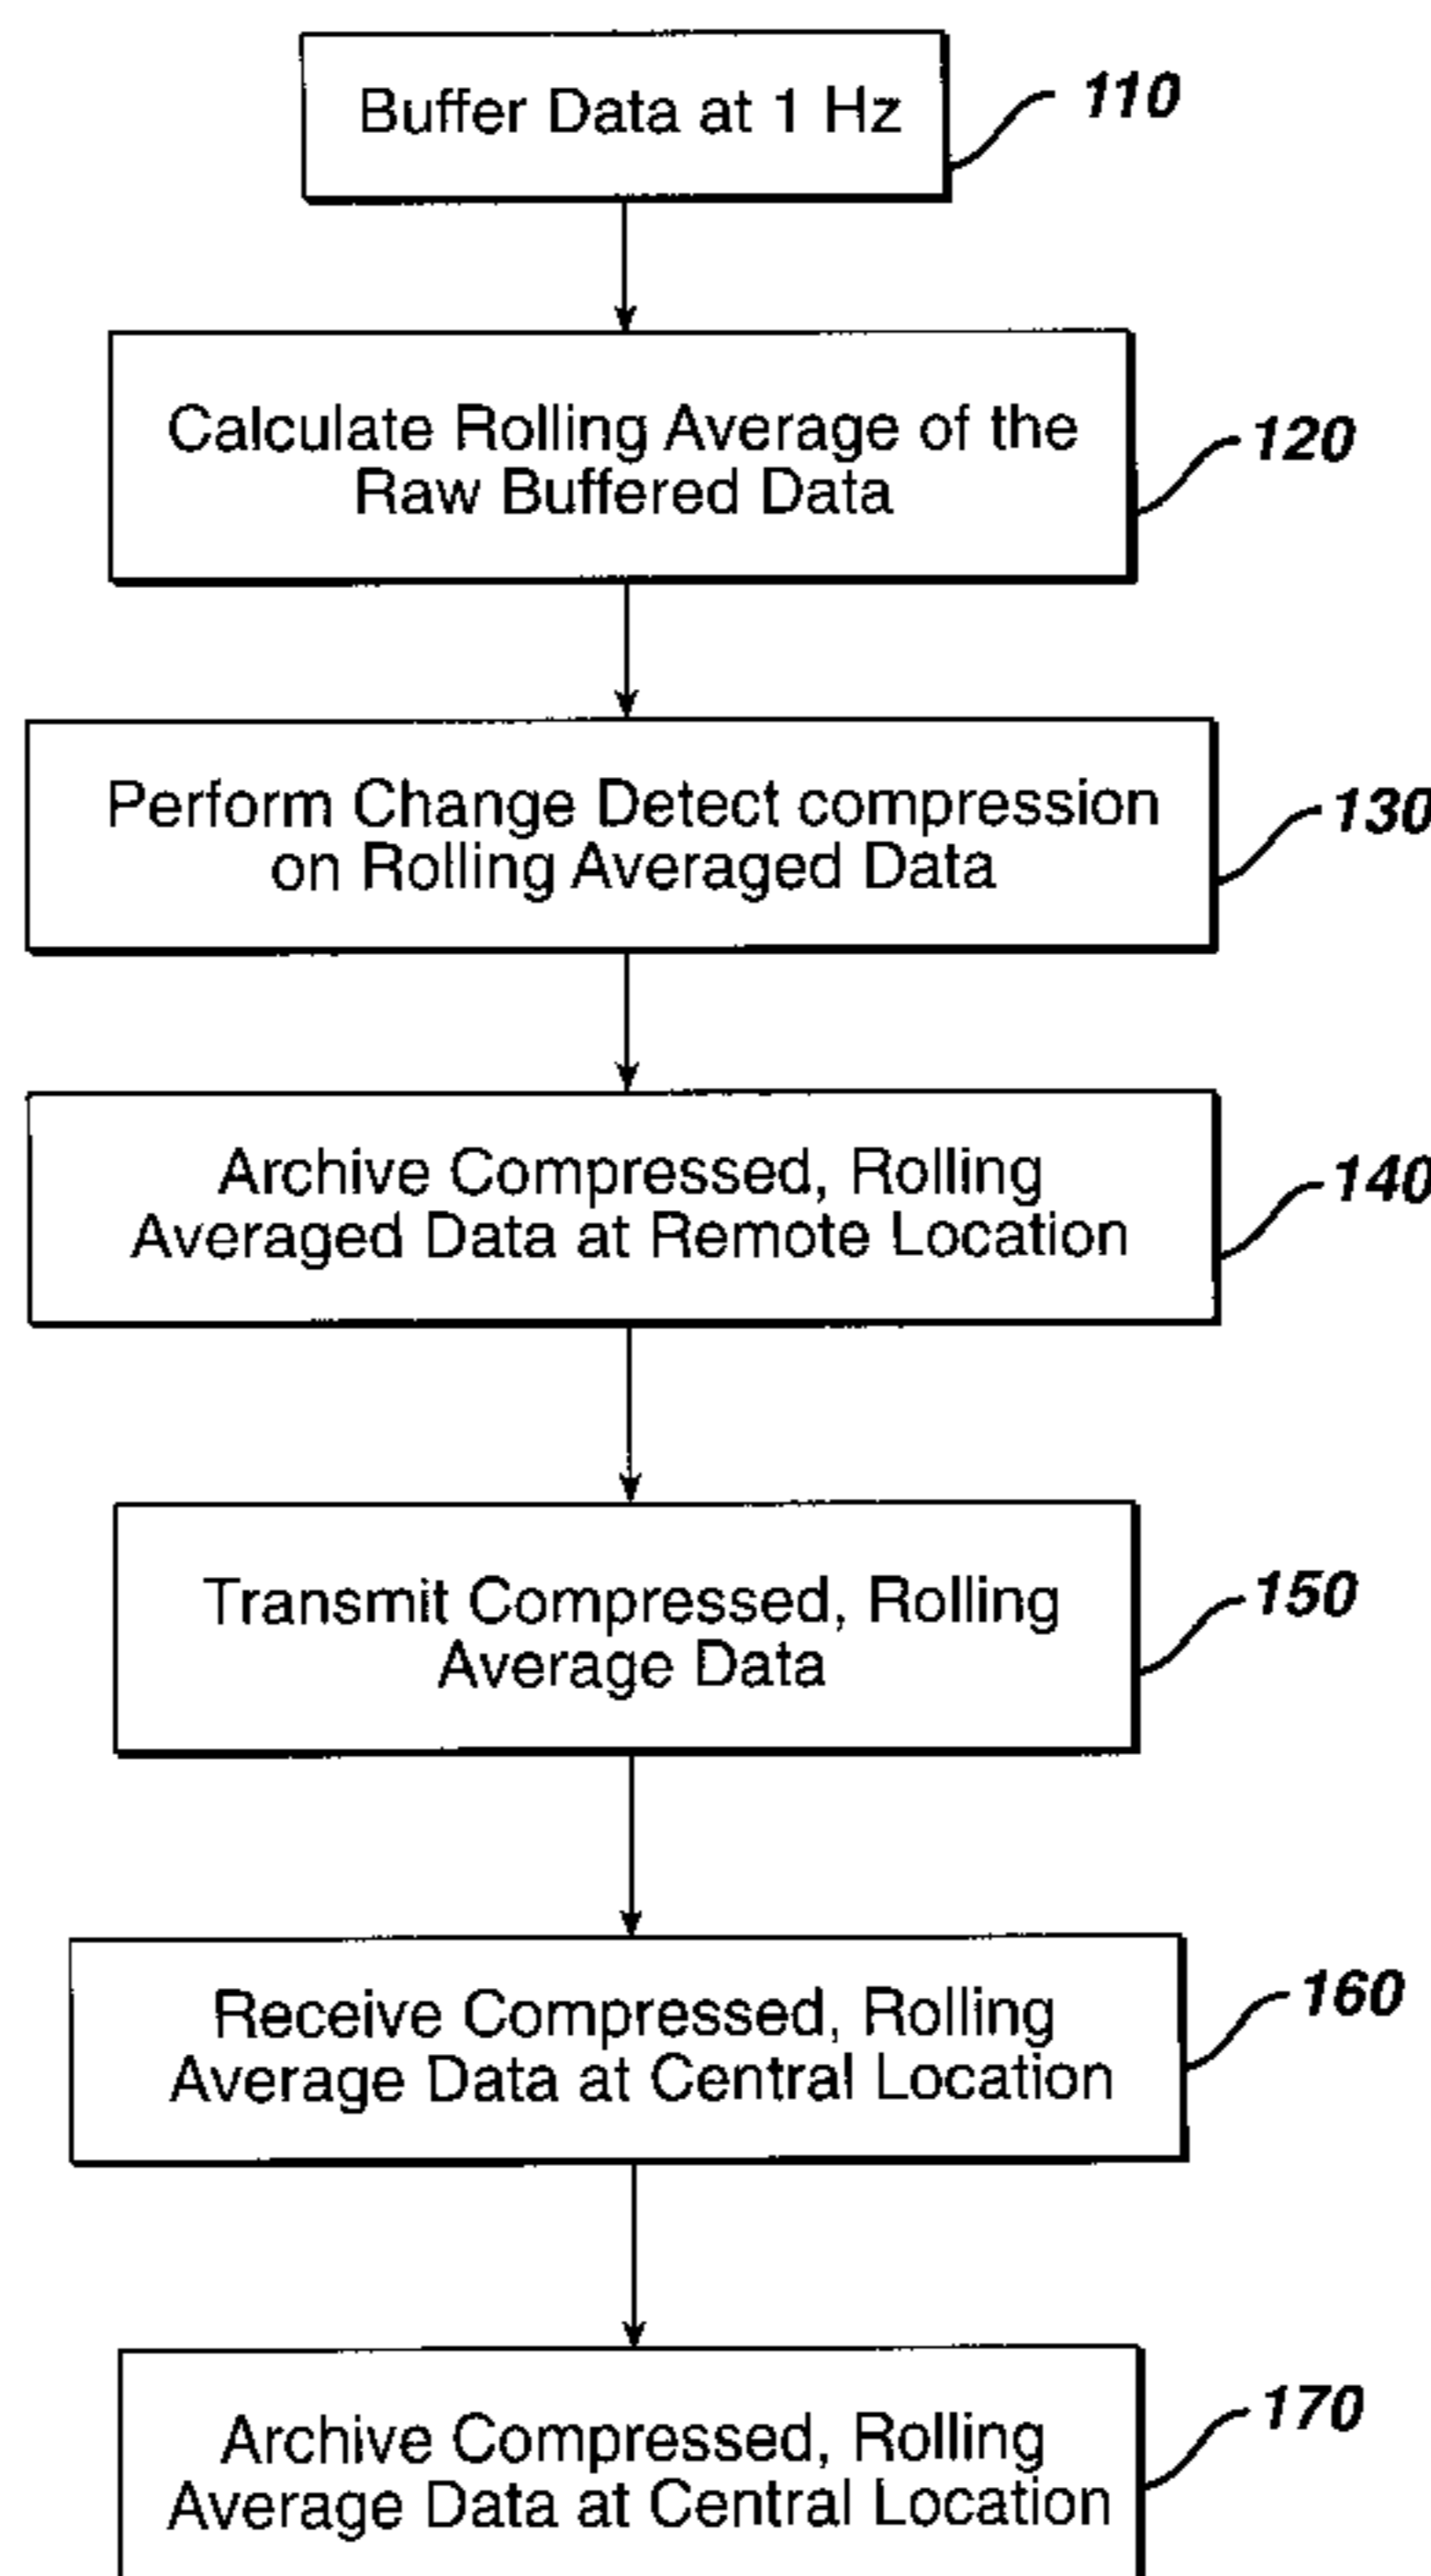 Buffer Data at 1 Hz
110
Calculate Rolling Average of the
Raw Buffered Data
120
Perform Change Detect compression
on Rolling Averaged Data
130
Archive Compressed, Rolling
Averaged Data at Remote Location
140
Transmit Compressed, Rolling
Average Data
150
Receive Compressed, Rolling
Average Data at Central Location
160
Archive Compressed, Rolling
Average Data at Central Location
170